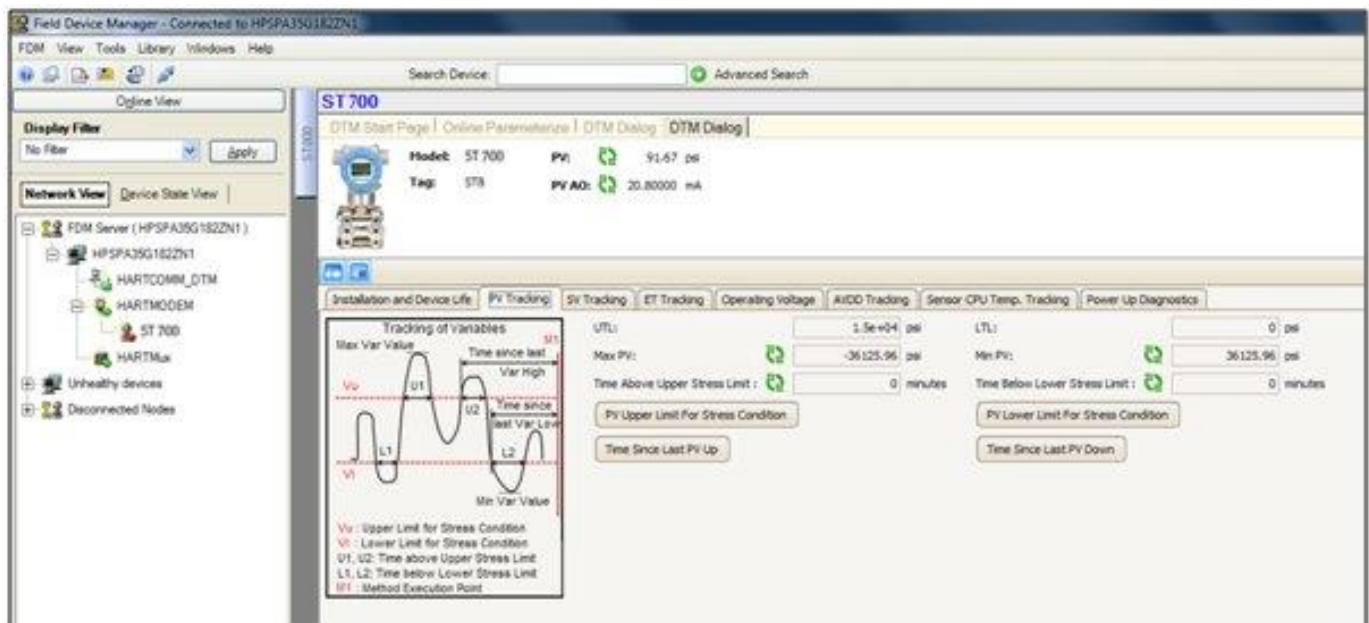 Field Device Manager - Connected to HPSPA35G182ZN1
FDM View Tools Library Windows Help
Search Device: Advanced Search
Online View
Display Filter
No Filter Apply
Network View Device State View
FDM Server ( HPSPA35G182ZN1 )
HPSPA35G182ZN1
HARTCOMM_DTM
HARTMODEM
ST 700
HARTMux
Unhealthy devices
Disconnected Nodes
ST700
ST700
DTM Start Page Online Parameterize DTM Dialog DTM Dialog
Model: ST 700 PV: 91.67 psi
Tag: STB PV AO: 20.80000 mA
Installation and Device Life PV Tracking SV Tracking ET Tracking Operating Voltage AVDD Tracking Sensor CPU Temp. Tracking Power Up Diagnostics
Tracking of Variables
Max Var Value
M1
Time since last
Var High
Vu
U1
U2
Time since
last Var Low
L1
L2
Vl
Min Var Value
Vu : Upper Limit for Stress Condition
Vl : Lower Limit for Stress Condition
U1, U2: Time above Upper Stress Limit
L1, L2: Time below Lower Stress Limit
M1 : Method Execution Point
UTL: 1.5e+04 psi LTL: 0 psi
Max PV: -36125.96 psi Min PV: 36125.96 psi
Time Above Upper Stress Limit : 0 minutes Time Below Lower Stress Limit : 0 minutes
PV Upper Limit For Stress Condition PV Lower Limit For Stress Condition
Time Since Last PV Up Time Since Last PV Down